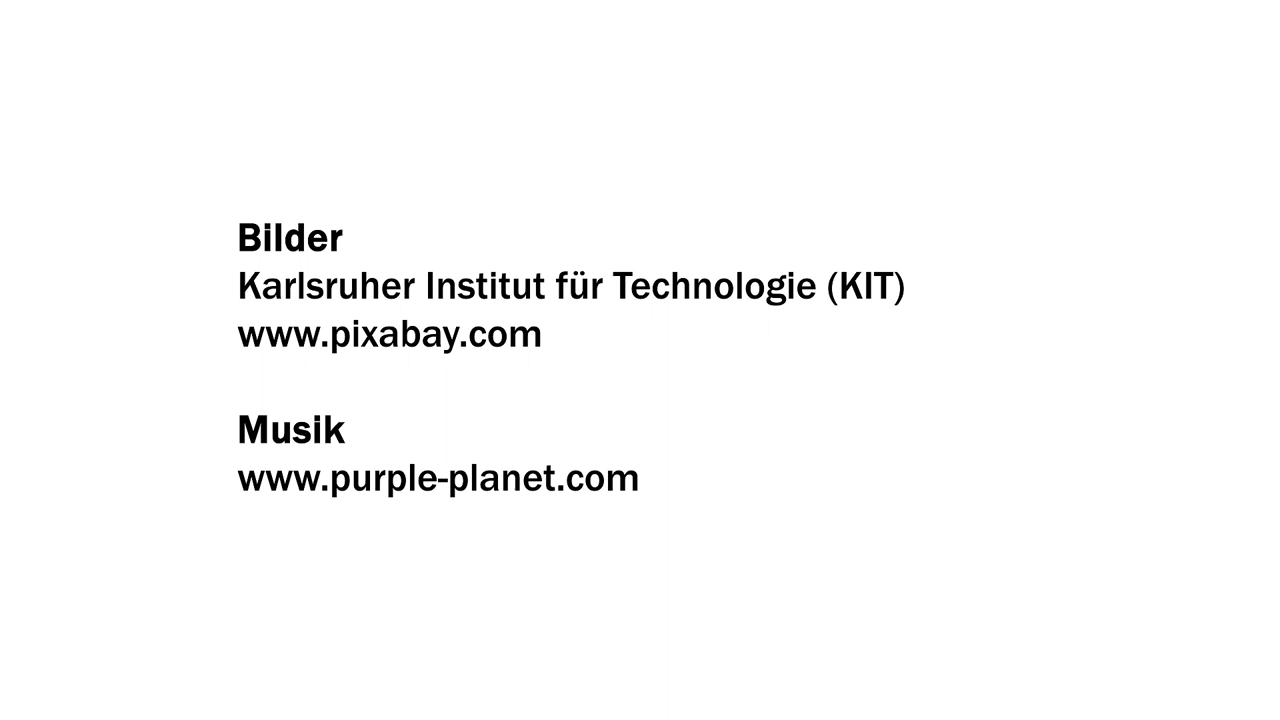 Bilder
Karlsruher Institut für Technologie (KIT)
www.pixabay.com
Musik
www.purple-planet.com